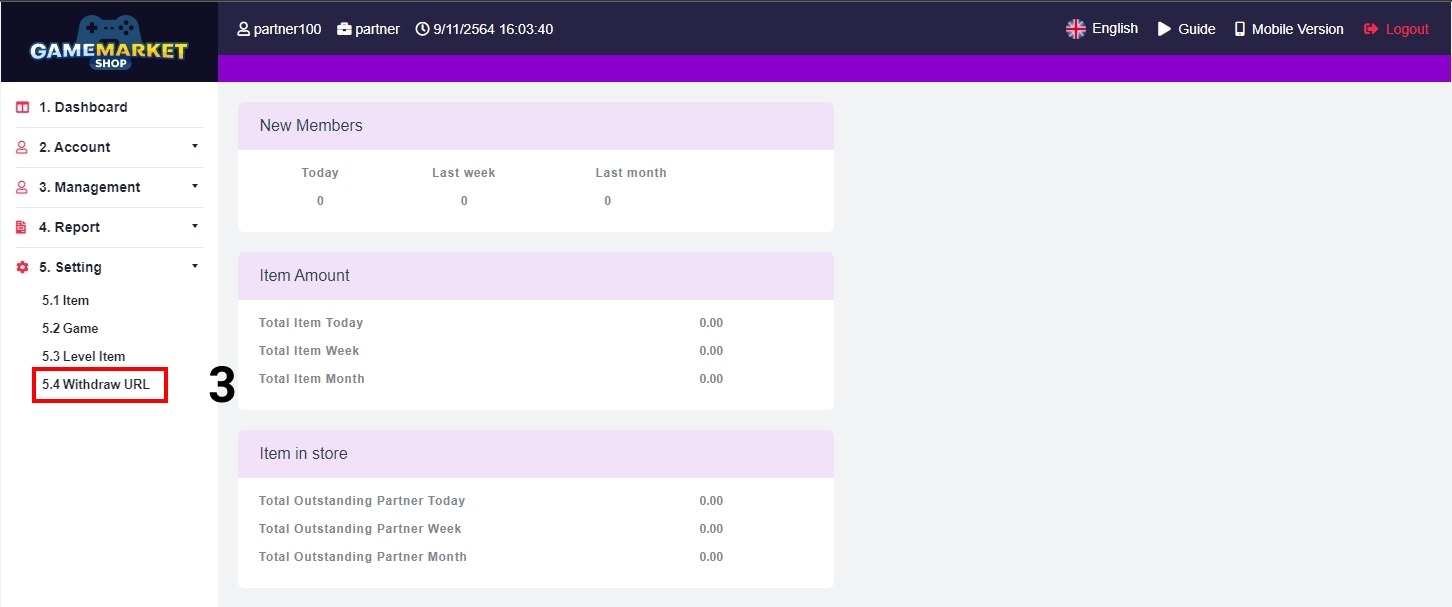 GAMEMARKET
SHOP
partner100 partner 9/11/2564 16:03:40
English Guide Mobile Version Logout
1. Dashboard
2. Account
3. Management
4. Report
5. Setting
5.1 Item
5.2 Game
5.3 Level Item
5.4 Withdraw URL
3
New Members
Today Last week Last month
0 0 0
Item Amount
Total Item Today 0.00
Total Item Week 0.00
Total Item Month 0.00
Item in store
Total Outstanding Partner Today 0.00
Total Outstanding Partner Week 0.00
Total Outstanding Partner Month 0.00